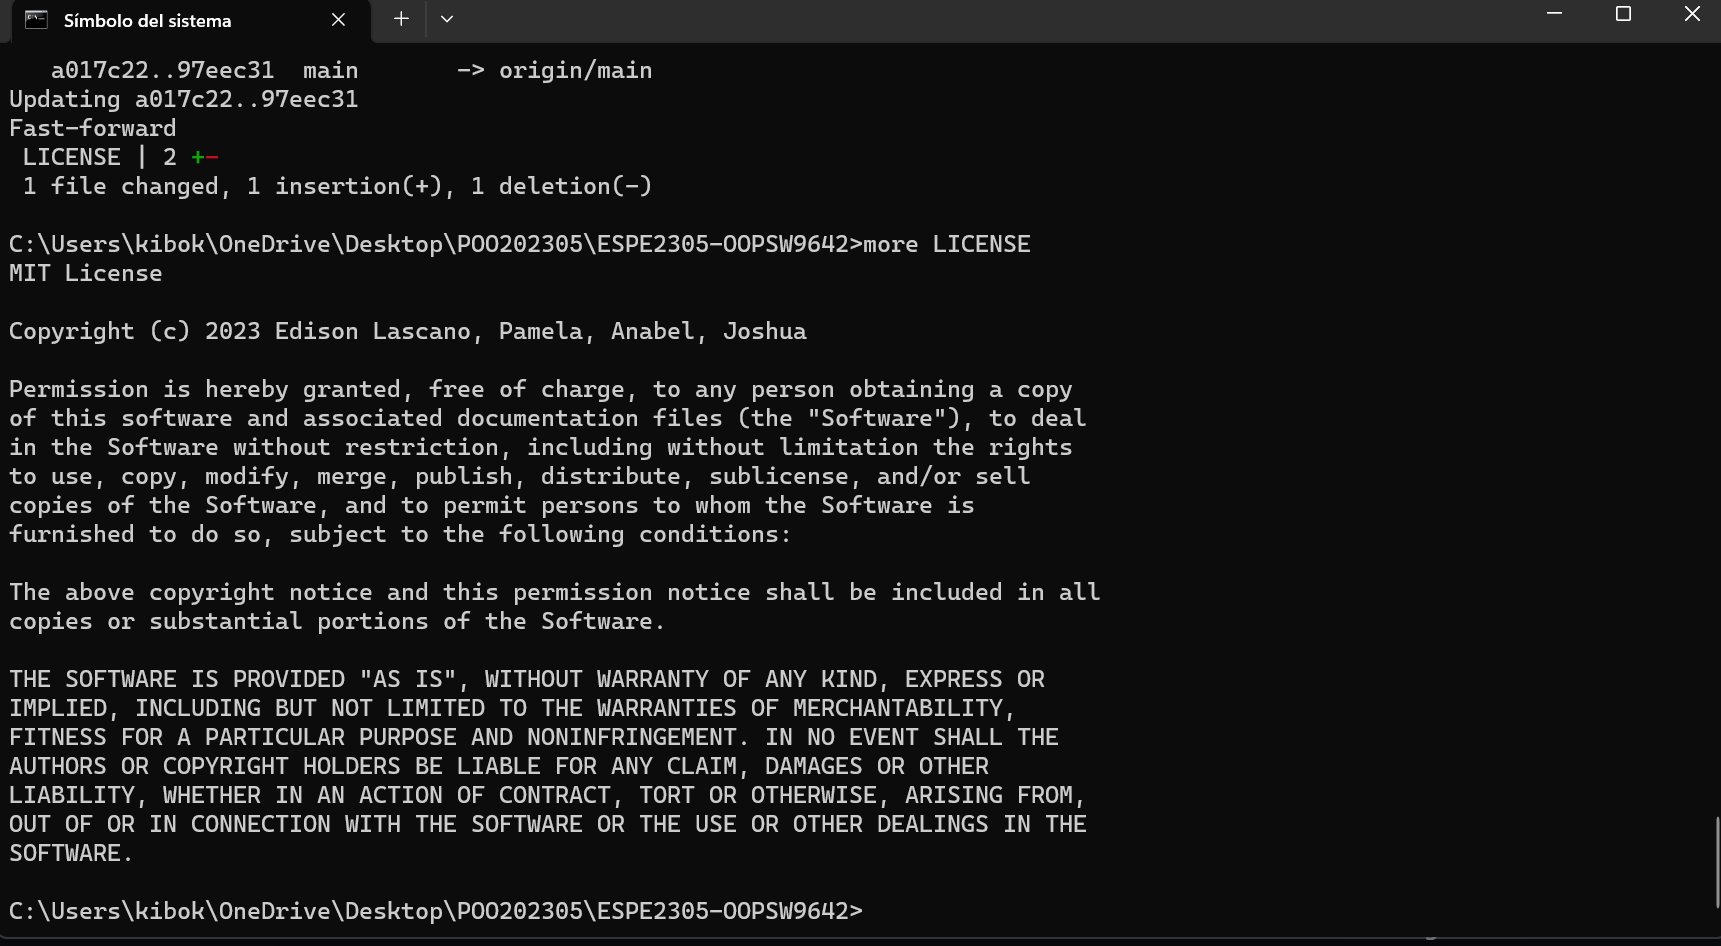 Símbolo del sistema
a017c22..97eec31  main       -> origin/main
Updating a017c22..97eec31
Fast-forward
LICENSE | 2 +-
1 file changed, 1 insertion(+), 1 deletion(-)
C:\Users\kibok\OneDrive\Desktop\POO202305\ESPE2305-OOPSW9642>more LICENSE
MIT License
Copyright (c) 2023 Edison Lascano, Pamela, Anabel, Joshua
Permission is hereby granted, free of charge, to any person obtaining a copy
of this software and associated documentation files (the "Software"), to deal
in the Software without restriction, including without limitation the rights
to use, copy, modify, merge, publish, distribute, sublicense, and/or sell
copies of the Software, and to permit persons to whom the Software is
furnished to do so, subject to the following conditions:
The above copyright notice and this permission notice shall be included in all
copies or substantial portions of the Software.
THE SOFTWARE IS PROVIDED "AS IS", WITHOUT WARRANTY OF ANY KIND, EXPRESS OR
IMPLIED, INCLUDING BUT NOT LIMITED TO THE WARRANTIES OF MERCHANTABILITY,
FITNESS FOR A PARTICULAR PURPOSE AND NONINFRINGEMENT. IN NO EVENT SHALL THE
AUTHORS OR COPYRIGHT HOLDERS BE LIABLE FOR ANY CLAIM, DAMAGES OR OTHER
LIABILITY, WHETHER IN AN ACTION OF CONTRACT, TORT OR OTHERWISE, ARISING FROM,
OUT OF OR IN CONNECTION WITH THE SOFTWARE OR THE USE OR OTHER DEALINGS IN THE
SOFTWARE.
C:\Users\kibok\OneDrive\Desktop\POO202305\ESPE2305-OOPSW9642>